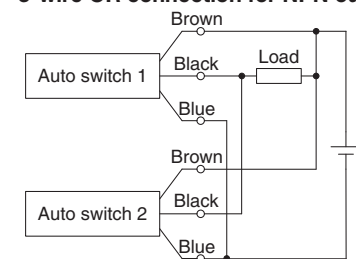 3-wire OR connection for NPN ou
Brown
Auto switch 1
Black
Load
Blue
Brown
Auto switch 2
Black
Blue